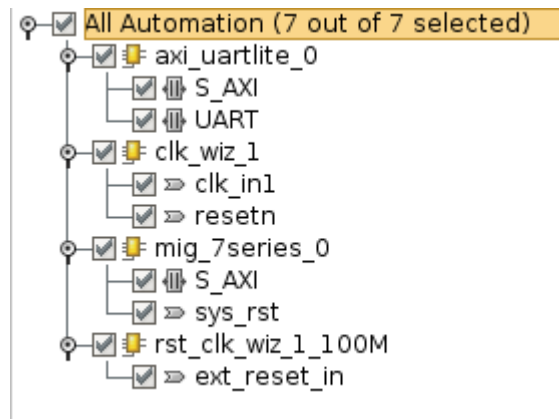 All Automation (7 out of 7 selected)
axi_uartlite_0
S_AXI
UART
clk_wiz_1
clk_in1
resetn
mig_7series_0
S_AXI
sys_rst
rst_clk_wiz_1_100M
ext_reset_in